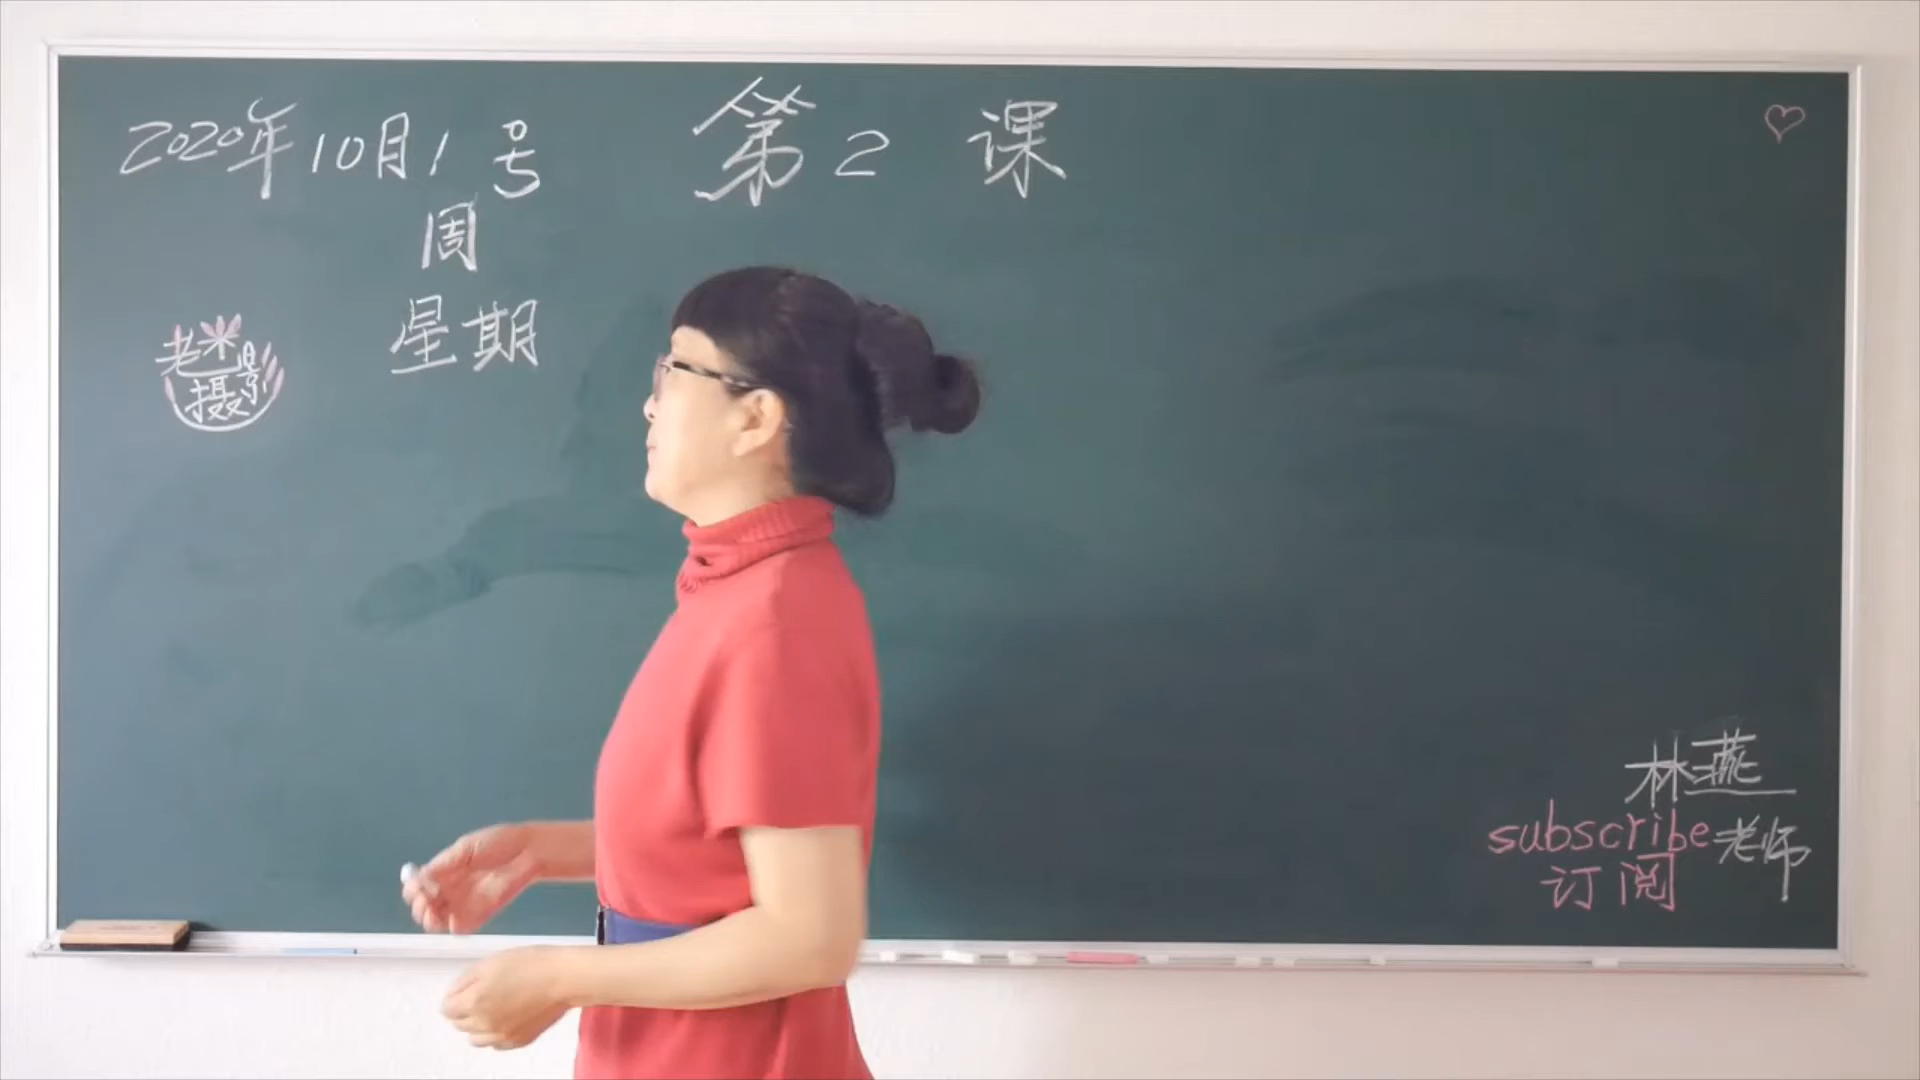 2020年10月1号
第2课
周
星期
老米
摄影
林燕
subscribe老师
订阅